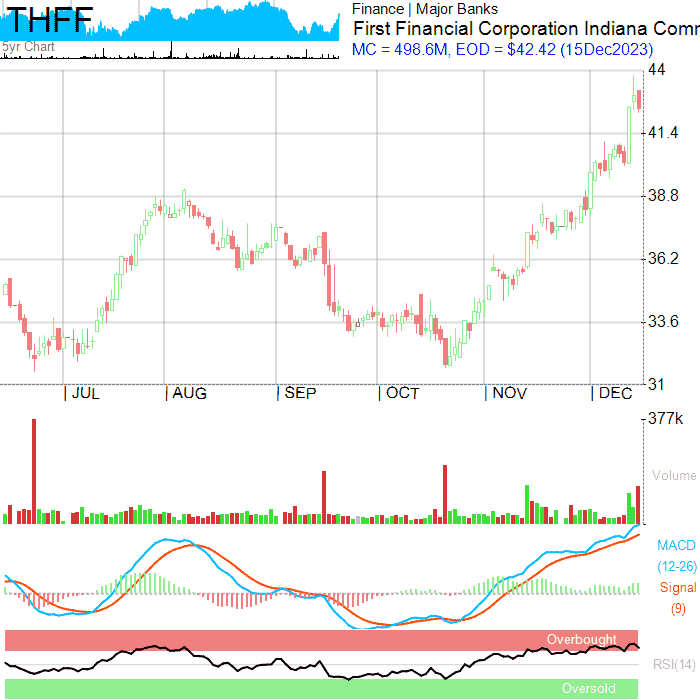 THFF
5yr Chart
Finance | Major Banks
First Financial Corporation Indiana Comm
MC = 498.6M, EOD = $42.42 (15Dec2023)
44
41.4
38.8
36.2
33.6
31
JUL AUG SEP OCT NOV DEC
377k
Volume
MACD
(12-26)
Signal
(9)
Overbought
RSI(14)
Oversold